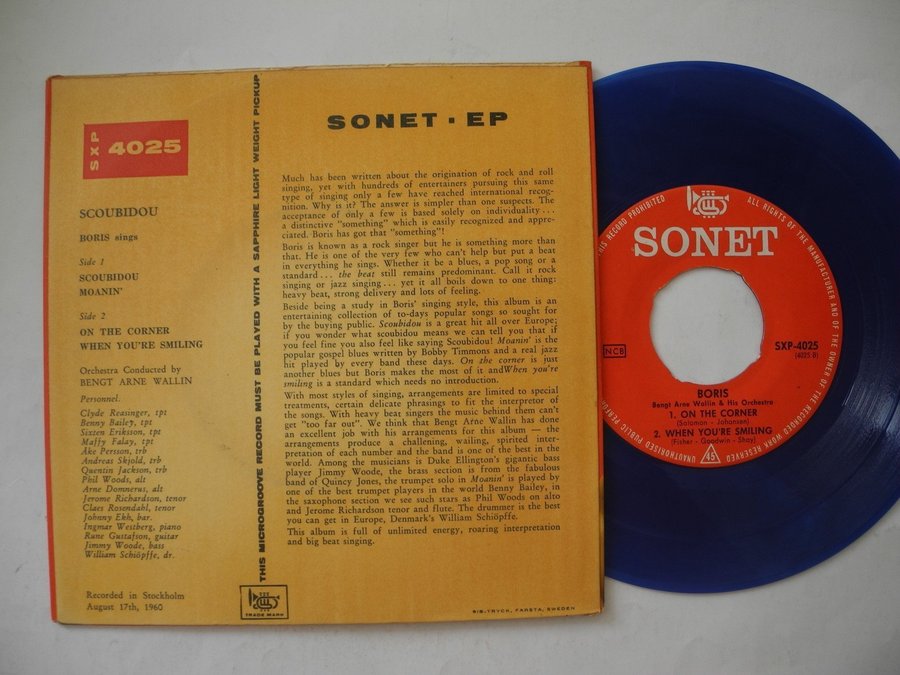 SXP 4025
SCOUBIDOU
BORIS sings
Side 1
SCOUBIDOU
MOANIN'
Side 2
ON THE CORNER
WHEN YOU'RE SMILING
Orchestra Conducted by
BENGT ARNE WALLIN
Personnel:
Clyde Reasinger, tpt
Benny Bailey, tpt
Sixten Eriksson, tpt
Maffy Falay, tpt
Åke Persson, trb
Andreas Skjold, trb
Quentin Jackson, trb
Phil Woods, alt
Arne Domnerus, alt
Jerome Richardson, tenor
Claes Rosendahl, tenor
Johnny Ekh, bar.
Ingmar Westberg, piano
Rune Gustafson, guitar
Jimmy Woode, bass
William Schiöpffe, dr.
Recorded in Stockholm
August 17th, 1960
THIS MICROGROOVE RECORD MUST BE PLAYED WITH A SAPPHIRE LIGHT WEIGHT PICKUP
TRADE MARK
SONET · EP
Much has been written about the origination of rock and roll
singing, yet with hundreds of entertainers pursuing this same
type of singing only a few have reached international recog-
nition. Why is it? The answer is simpler than one suspects. The
acceptance of only a few is based solely on individuality...
a distinctive "something" which is easily recognized and appre-
ciated. Boris has got that "something"!
Boris is known as a rock singer but he is something more than
that. He is one of the very few who can't help but put a beat
in everything he sings. Whether it be a blues, a pop song or a
standard... the beat still remains predominant. Call it rock
singing or jazz singing... yet it all boils down to one thing:
heavy beat, strong delivery and lots of feeling.
Beside being a study in Boris' singing style, this album is an
entertaining collection of to-days popular songs so sought for
by the buying public. Scoubidou is a great hit all over Europe;
if you wonder what scoubidou means we can tell you that if
you feel fine you also feel like saying Scoubidou! Moanin' is the
popular gospel blues written by Bobby Timmons and a real jazz
hit played by every band these days. On the corner is just
another blues but Boris makes the most of it andWhen you're
smiling is a standard which needs no introduction.
With most styles of singing, arrangements are limited to special
treatments, certain delicate phrasings to fit the interpretor of
the songs. With heavy beat singers the music behind them can't
get "too far out". We think that Bengt Arne Wallin has done
an excellent job with his arrangements for this album — the
arrangements produce a challening, wailing, spirited inter-
pretation of each number and the band is one of the best in the
world. Among the musicians is Duke Ellington's gigantic bass
player Jimmy Woode, the brass section is from the fabulous
band of Quincy Jones, the trumpet solo in Moanin' is played by
one of the best trumpet players in the world Benny Bailey, in
the saxophone section we see such stars as Phil Woods on alto
and Jerome Richardson tenor and flute. The drummer is the best
you can get in Europe, Denmark's William Schiöpffe.
This album is full of unlimited energy, roaring interpretation
and big beat singing.
SIB-TRYCK, FARSTA, SWEDEN
ALL RIGHTS OF THE MANUFACTURER AND OF THE OWNER OF THE RECORDED WORK RESERVED
UNAUTHORISED PUBLIC
THIS RECORD PROHIBITED
SONET
NCB
SXP-4025
(4025 B)
BORIS
Bengt Arne Wallin & His Orchestra
1. ON THE CORNER
(Solomon - Johansen)
2. WHEN YOU'RE SMILING
(Fisher - Goodwin - Shay)
45